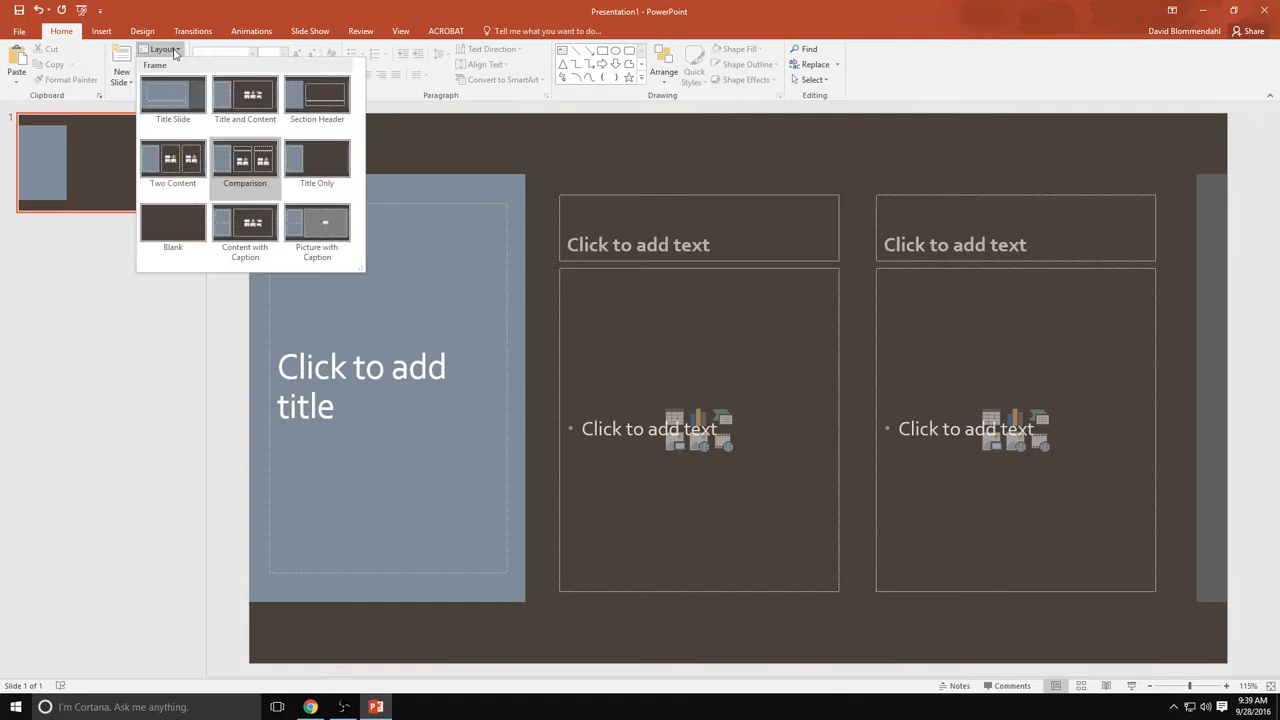 Presentation1 - PowerPoint
File
Home
Insert
Design
Transitions
Animations
Slide Show
Review
View
ACROBAT
Tell me what you want to do...
David Blommendahl
Share
Paste
Cut
Copy
Format Painter
Clipboard
New
Slide
Layout
Text Direction
Align Text
Convert to SmartArt
Paragraph
Arrange
Quick
Styles
Shape Fill
Shape Outline
Shape Effects
Drawing
Find
Replace
Select
Editing
Frame
Title Slide
Title and Content
Section Header
Two Content
Comparison
Title Only
Blank
Content with
Caption
Picture with
Caption
1
Click to add
title
Click to add text
Click to add text
Click to add text
Click to add text
Slide 1 of 1
Notes
Comments
115%
I'm Cortana. Ask me anything.
9:39 AM
9/28/2016